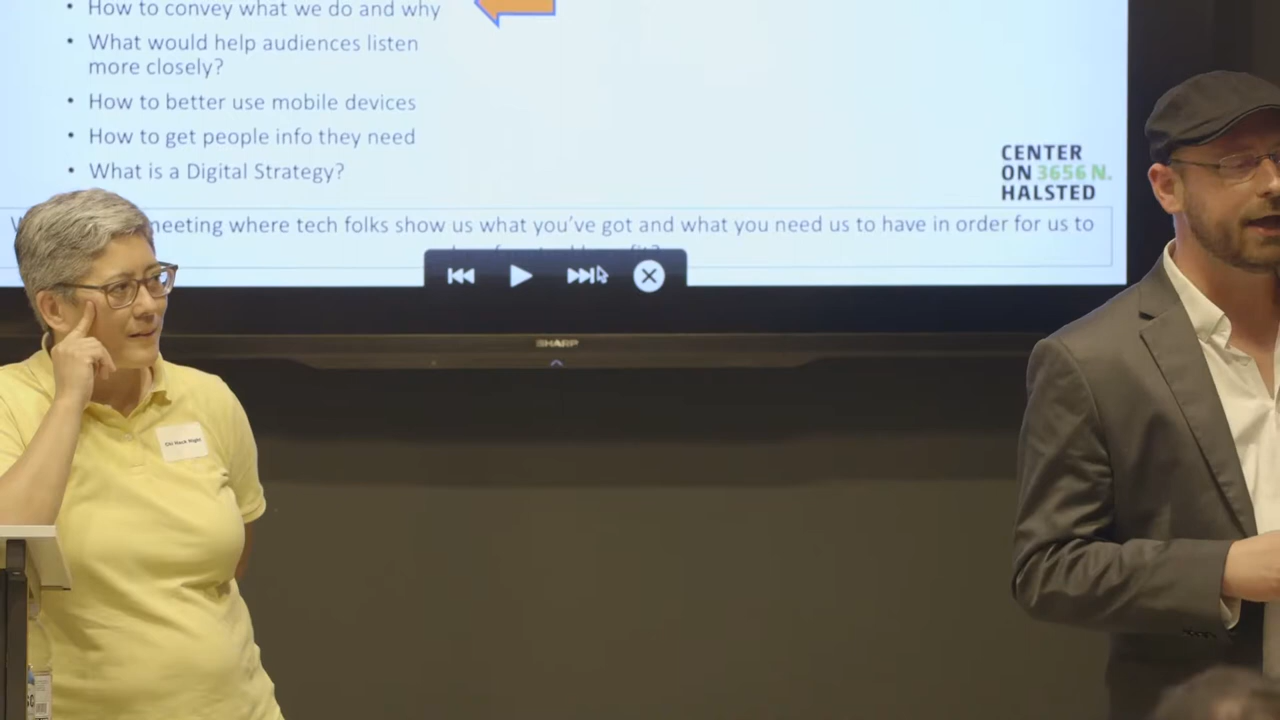 How to convey what we do and why
What would help audiences listen
more closely?
How to better use mobile devices
How to get people info they need
What is a Digital Strategy?
CENTER
ON 3656 N.
HALSTED
meeting where tech folks show us what you've got and what you need us to have in order for us to
SHARP
Chi Hack Night